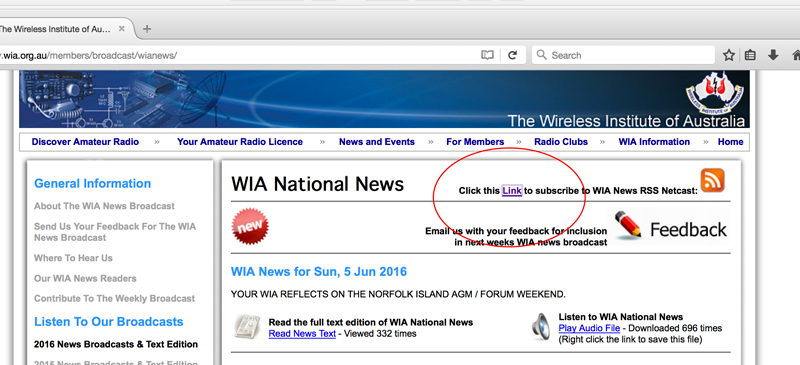 The Wireless Institute of Au...
.wia.org.au/members/broadcast/wianews/
Search
The Wireless Institute of Australia
Discover Amateur Radio » Your Amateur Radio Licence » News and Events » For Members » Radio Clubs » WIA Information » Home
General Information
About The WIA News Broadcast
Send Us Your Feedback For The WIA
News Broadcast
Where To Hear Us
Our WIA News Readers
Contribute To The Weekly Broadcast
Listen To Our Broadcasts
2016 News Broadcasts & Text Edition
2015 News Broadcasts & Text Edition
WIA National News
Click this Link to subscribe to WIA News RSS Netcast:
new
Email us with your feedback for inclusion
in next weeks WIA news broadcast
Feedback
WIA News for Sun, 5 Jun 2016
YOUR WIA REFLECTS ON THE NORFOLK ISLAND AGM / FORUM WEEKEND.
Read the full text edition of WIA National News
Read News Text - Viewed 332 times
Listen to WIA National News
Play Audio File - Downloaded 696 times
(Right click the link to save this file)